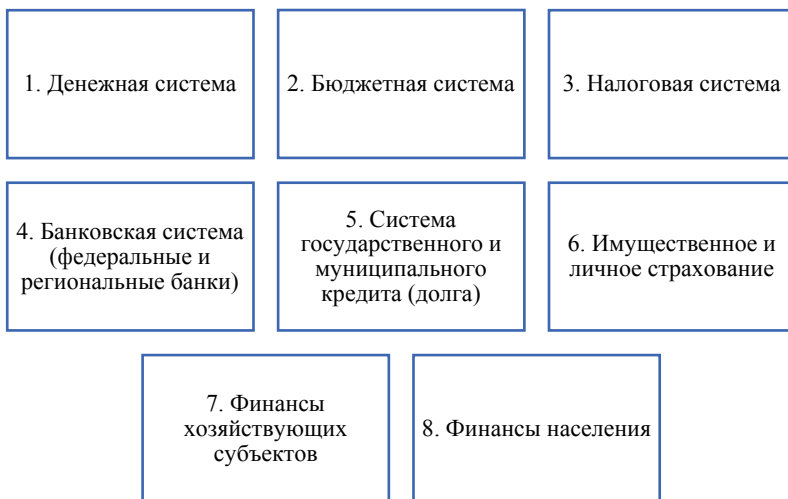 1. Денежная система
2. Бюджетная система
3. Налоговая система
4. Банковская система
(федеральные и
региональные банки)
5. Система
государственного и
муниципального
кредита (долга)
6. Имущественное и
личное страхование
7. Финансы
хозяйствующих
субъектов
8. Финансы населения